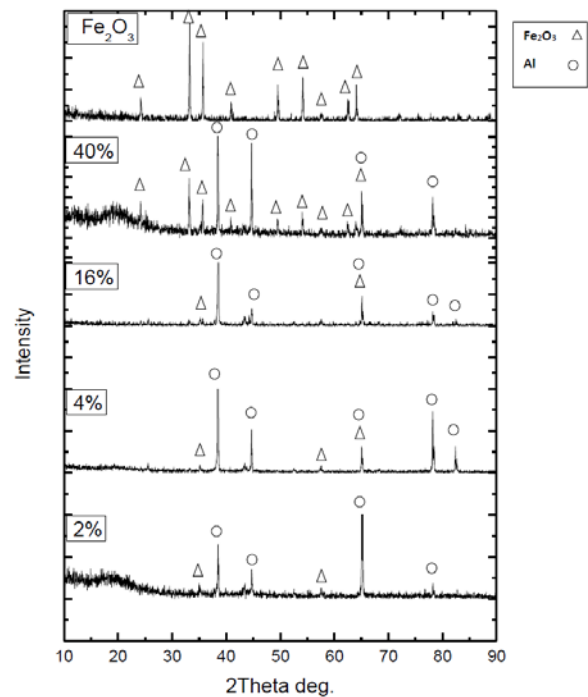 Fe₂O₃
40%
16%
4%
2%
Intensity
10 20 30 40 50 60 70 80 90
2Theta deg.
Fe₂O₃
Al